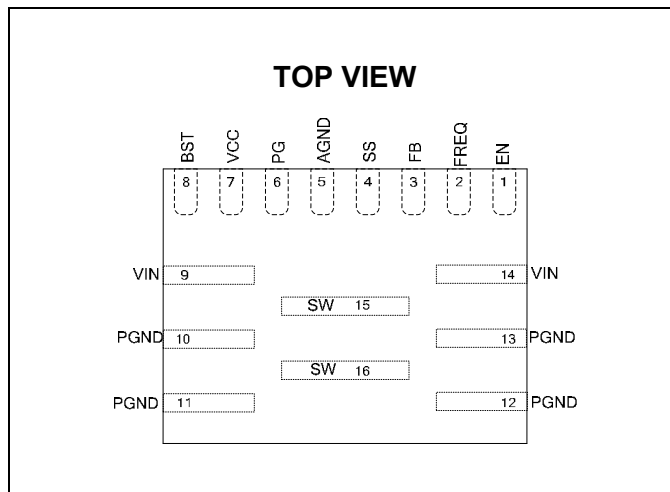 TOP VIEW
BST VCC PG AGND SS FB FREQ EN
8 7 6 5 4 3 2 1
VIN 9 14 VIN
SW 15
PGND 10 13 PGND
SW 16
PGND 11 12 PGND